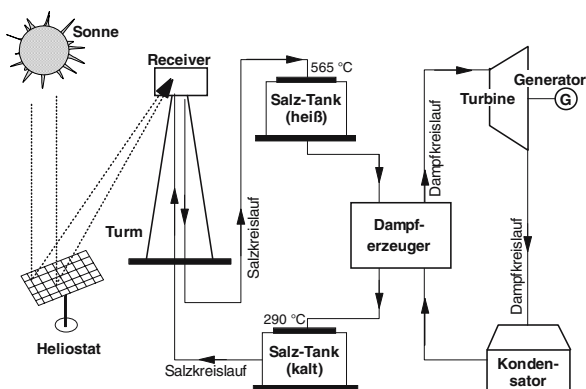 Sonne
Receiver
565 °C
Generator
G
Turbine
Salz-Tank
(heiß)
Dampfkreislauf
Turm
Salzkreislauf
Dampf-
erzeuger
Dampfkreislauf
290 °C
Heliostat
Salzkreislauf
Salz-Tank
(kalt)
Konden-
sator